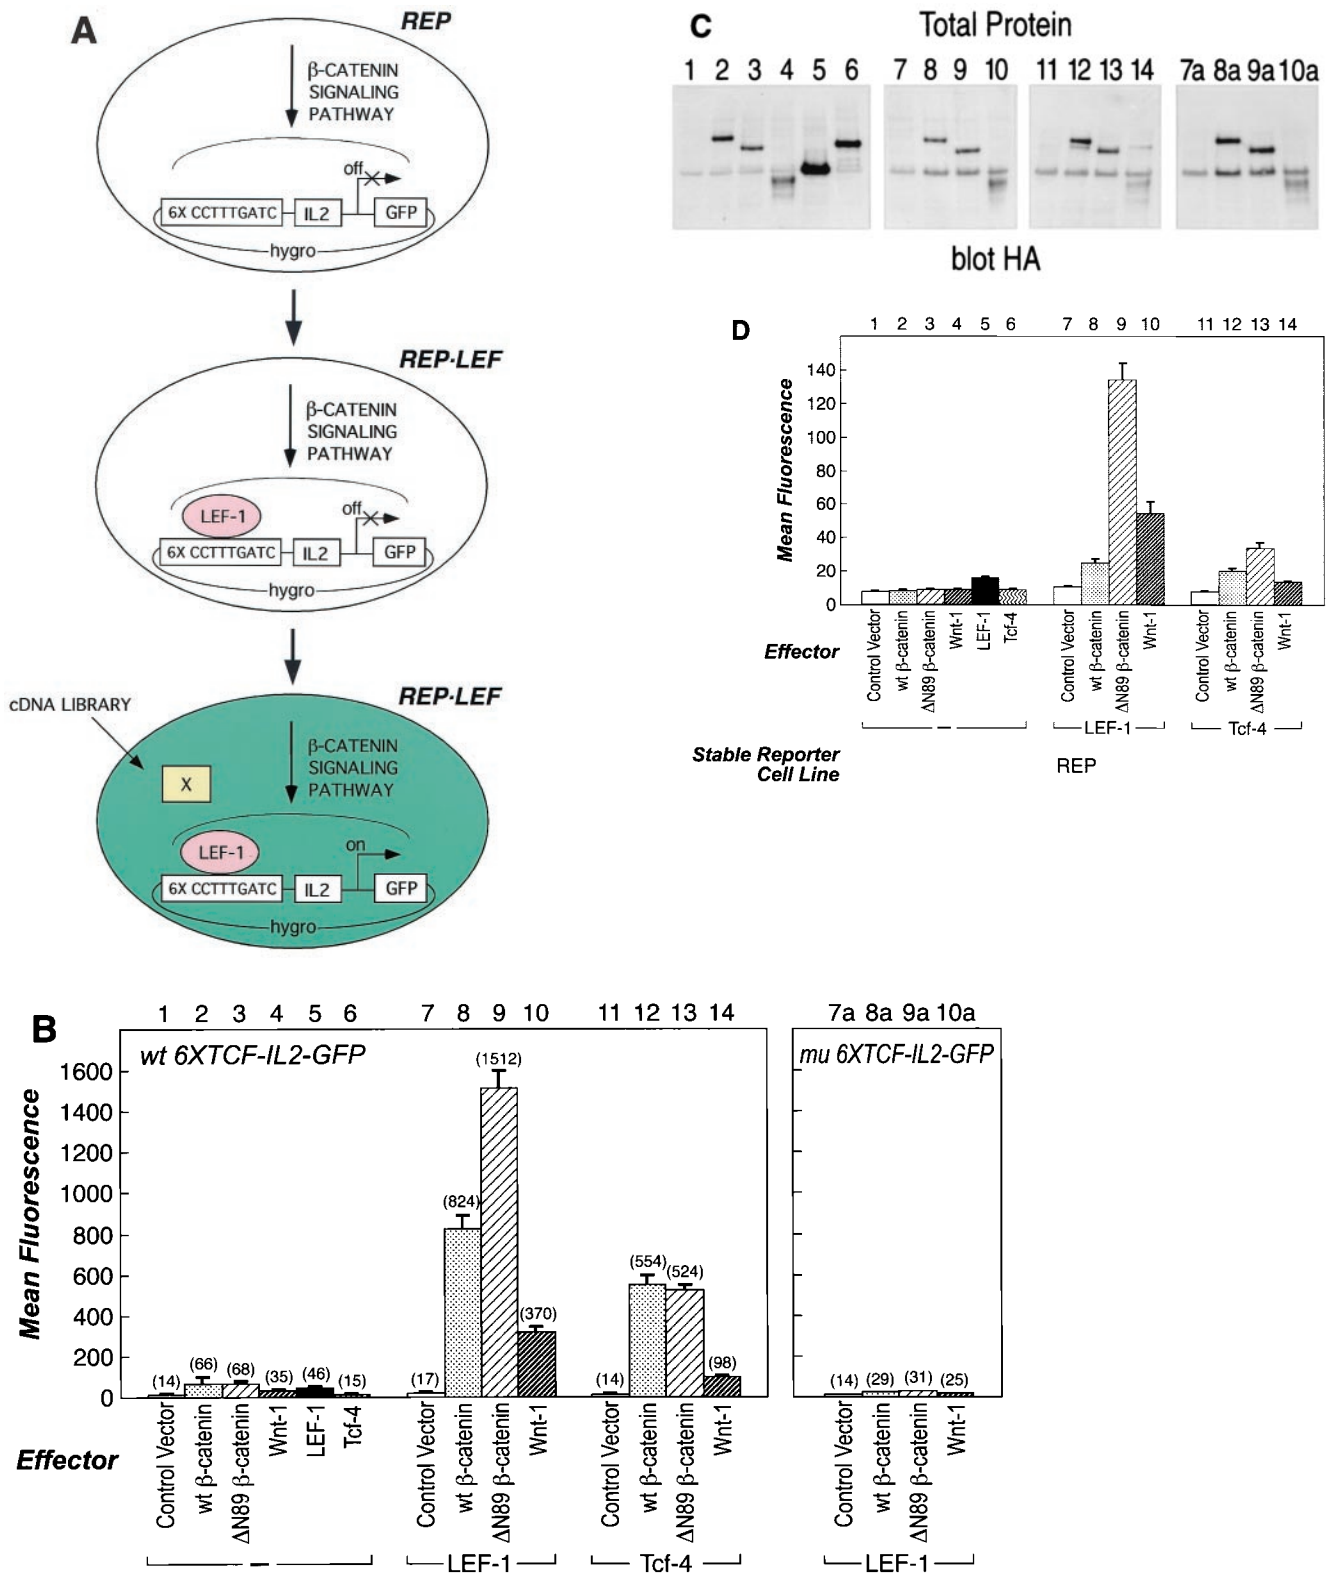 A
REP
β-CATENIN
SIGNALING
PATHWAY
off
6X CCTTTGATC
IL2
GFP
hygro
REP·LEF
β-CATENIN
SIGNALING
PATHWAY
LEF-1
off
6X CCTTTGATC
IL2
GFP
hygro
REP·LEF
cDNA LIBRARY
β-CATENIN
SIGNALING
PATHWAY
X
LEF-1
on
6X CCTTTGATC
IL2
GFP
hygro
C
Total Protein
1 2 3 4 5 6 7 8 9 10 11 12 13 14 7a 8a 9a 10a
blot HA
D
1 2 3 4 5 6 7 8 9 10 11 12 13 14
Mean Fluorescence
140
120
100
80
60
40
20
0
Effector
Control Vector
wt β-catenin
ΔN89 β-catenin
Wnt-1
LEF-1
Tcf-4
Control Vector
wt β-catenin
ΔN89 β-catenin
Wnt-1
Control Vector
wt β-catenin
ΔN89 β-catenin
Wnt-1
– LEF-1 Tcf-4
Stable Reporter
Cell Line
REP
B
1 2 3 4 5 6 7 8 9 10 11 12 13 14 7a 8a 9a 10a
wt 6XTCF-IL2-GFP
mu 6XTCF-IL2-GFP
Mean Fluorescence
1600
1400
1200
1000
800
600
400
200
0
(14) (66) (68) (35) (46) (15) (17) (824) (1512) (370) (14) (554) (524) (98) (14) (29) (31) (25)
Effector
Control Vector
wt β-catenin
ΔN89 β-catenin
Wnt-1
LEF-1
Tcf-4
Control Vector
wt β-catenin
ΔN89 β-catenin
Wnt-1
Control Vector
wt β-catenin
ΔN89 β-catenin
Wnt-1
Control Vector
wt β-catenin
ΔN89 β-catenin
Wnt-1
– LEF-1 Tcf-4 LEF-1